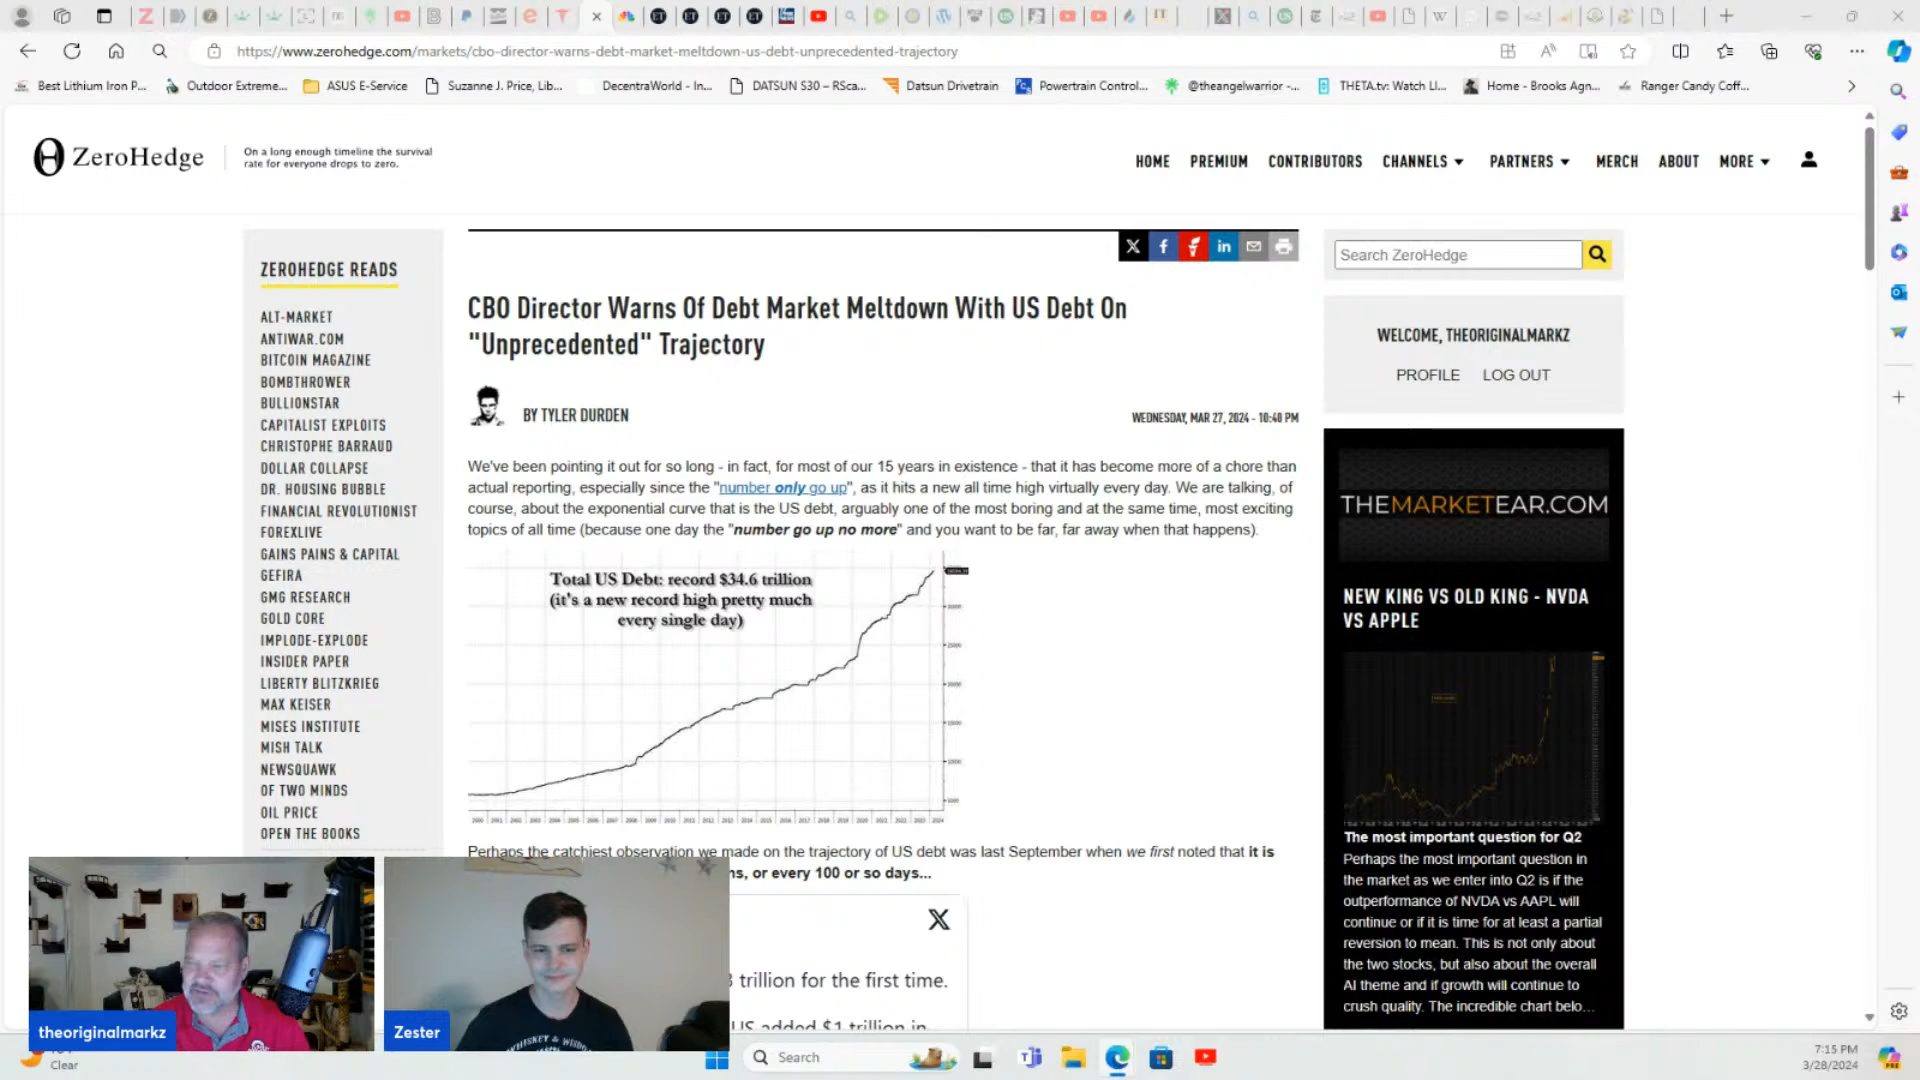 https://www.zerohedge.com/markets/cbo-director-warns-debt-market-meltdown-us-debt-unprecedented-trajectory
Best Lithium Iron P...
Outdoor Extreme...
ASUS E-Service
Suzanne J. Price, Lib...
DecentraWorld - In...
DATSUN S30 – RSca...
Datsun Drivetrain
Powertrain Control...
@theangelwarrior -...
THETA.tv: Watch LI...
Home - Brooks Agn...
Ranger Candy Coff...
ZeroHedge
On a long enough timeline the survival
rate for everyone drops to zero.
HOME PREMIUM CONTRIBUTORS CHANNELS PARTNERS MERCH ABOUT MORE
ZEROHEDGE READS
ALT-MARKET
ANTIWAR.COM
BITCOIN MAGAZINE
BOMBTHROWER
BULLIONSTAR
CAPITALIST EXPLOITS
CHRISTOPHE BARRAUD
DOLLAR COLLAPSE
DR. HOUSING BUBBLE
FINANCIAL REVOLUTIONIST
FOREXLIVE
GAINS PAINS & CAPITAL
GEFIRA
GMG RESEARCH
GOLD CORE
IMPLODE-EXPLODE
INSIDER PAPER
LIBERTY BLITZKRIEG
MAX KEISER
MISES INSTITUTE
MISH TALK
NEWSQUAWK
OF TWO MINDS
OIL PRICE
OPEN THE BOOKS
CBO Director Warns Of Debt Market Meltdown With US Debt On
"Unprecedented" Trajectory
BY TYLER DURDEN
WEDNESDAY, MAR 27, 2024 - 10:40 PM
We've been pointing it out for so long - in fact, for most of our 15 years in existence - that it has become more of a chore than
actual reporting, especially since the "number only go up", as it hits a new all time high virtually every day. We are talking, of
course, about the exponential curve that is the US debt, arguably one of the most boring and at the same time, most exciting
topics of all time (because one day the "number go up no more" and you want to be far, far away when that happens).
Total US Debt: record $34.6 trillion
(it's a new record high pretty much
every single day)
Perhaps the catchiest observation we made on the trajectory of US debt was last September when we first noted that it is
ns, or every 100 or so days...
trillion for the first time.
US added $1 trillion in
Search ZeroHedge
WELCOME, THEORIGINALMARKZ
PROFILE LOG OUT
THEMARKETEAR.COM
NEW KING VS OLD KING - NVDA
VS APPLE
The most important question for Q2
Perhaps the most important question in
the market as we enter into Q2 is if the
outperformance of NVDA vs AAPL will
continue or if it is time for at least a partial
reversion to mean. This is not only about
the two stocks, but also about the overall
AI theme and if growth will continue to
crush quality. The incredible chart belo...
theoriginalmarkz
Zester
Clear
Search
7:15 PM
3/28/2024